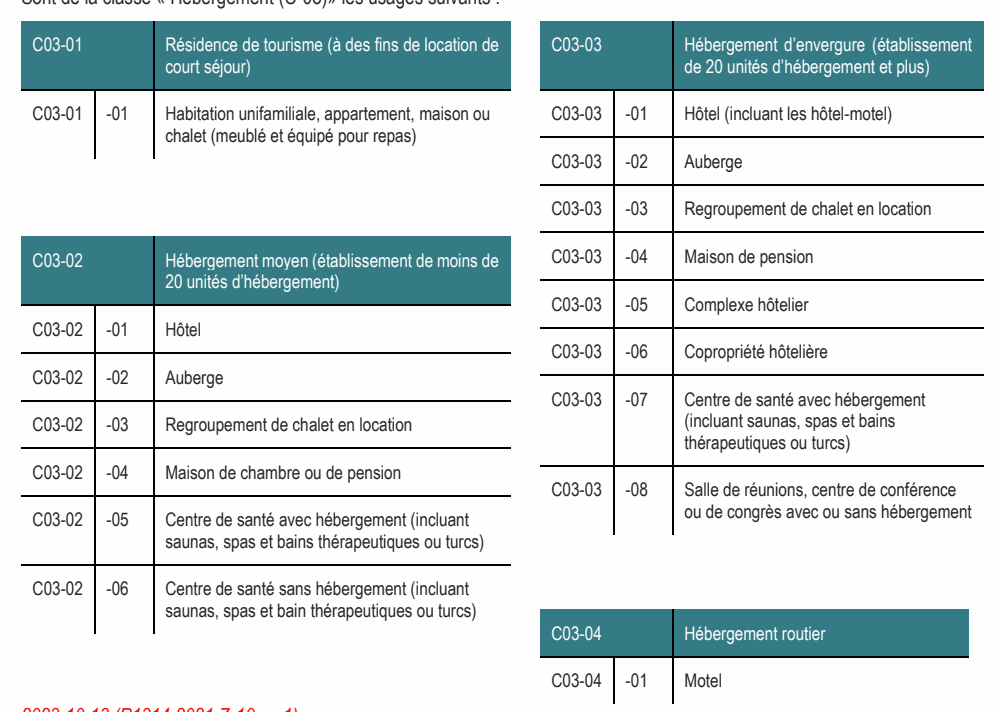 Sont de la classe « Hébergement (C-03)» les usages suivants :
C03-01 Résidence de tourisme (à des fins de location de
court séjour)
C03-01 -01 Habitation unifamiliale, appartement, maison ou
chalet (meublé et équipé pour repas)
C03-02 Hébergement moyen (établissement de moins de
20 unités d’hébergement)
C03-02 -01 Hôtel
C03-02 -02 Auberge
C03-02 -03 Regroupement de chalet en location
C03-02 -04 Maison de chambre ou de pension
C03-02 -05 Centre de santé avec hébergement (incluant
saunas, spas et bains thérapeutiques ou turcs)
C03-02 -06 Centre de santé sans hébergement (incluant
saunas, spas et bain thérapeutiques ou turcs)
C03-03 Hébergement d’envergure (établissement
de 20 unités d’hébergement et plus)
C03-03 -01 Hôtel (incluant les hôtel-motel)
C03-03 -02 Auberge
C03-03 -03 Regroupement de chalet en location
C03-03 -04 Maison de pension
C03-03 -05 Complexe hôtelier
C03-03 -06 Copropriété hôtelière
C03-03 -07 Centre de santé avec hébergement
(incluant saunas, spas et bains
thérapeutiques ou turcs)
C03-03 -08 Salle de réunions, centre de conférence
ou de congrès avec ou sans hébergement
C03-04 Hébergement routier
C03-04 -01 Motel